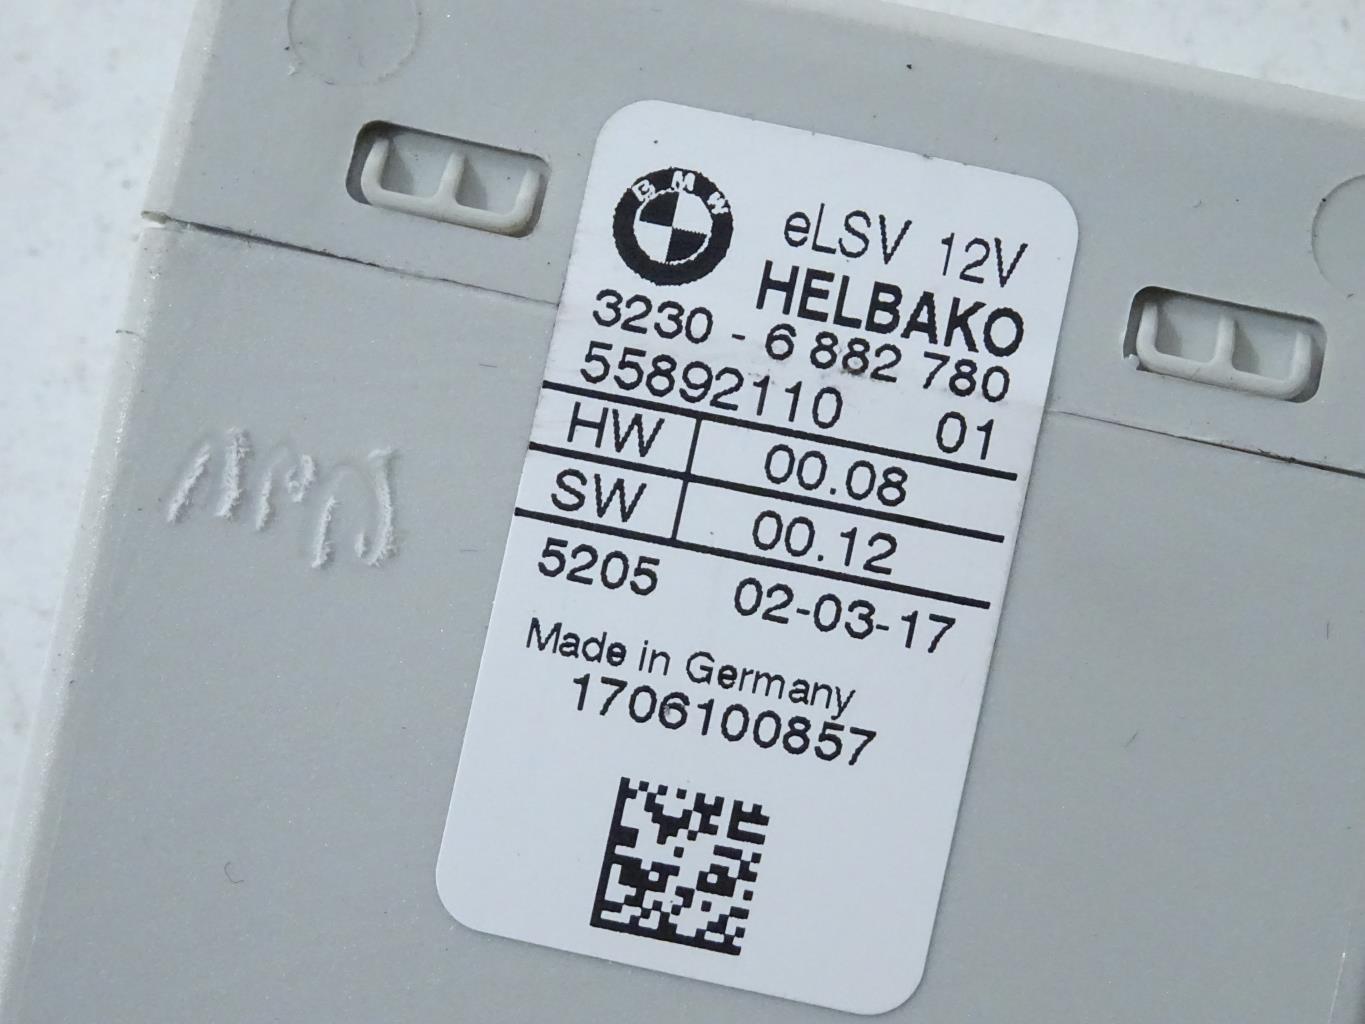 BMW
eLSV 12V
HELBAKO
3230 - 6 882 780
55892110 01
HW 00.08
SW 00.12
5205 02-03-17
Made in Germany
1706100857